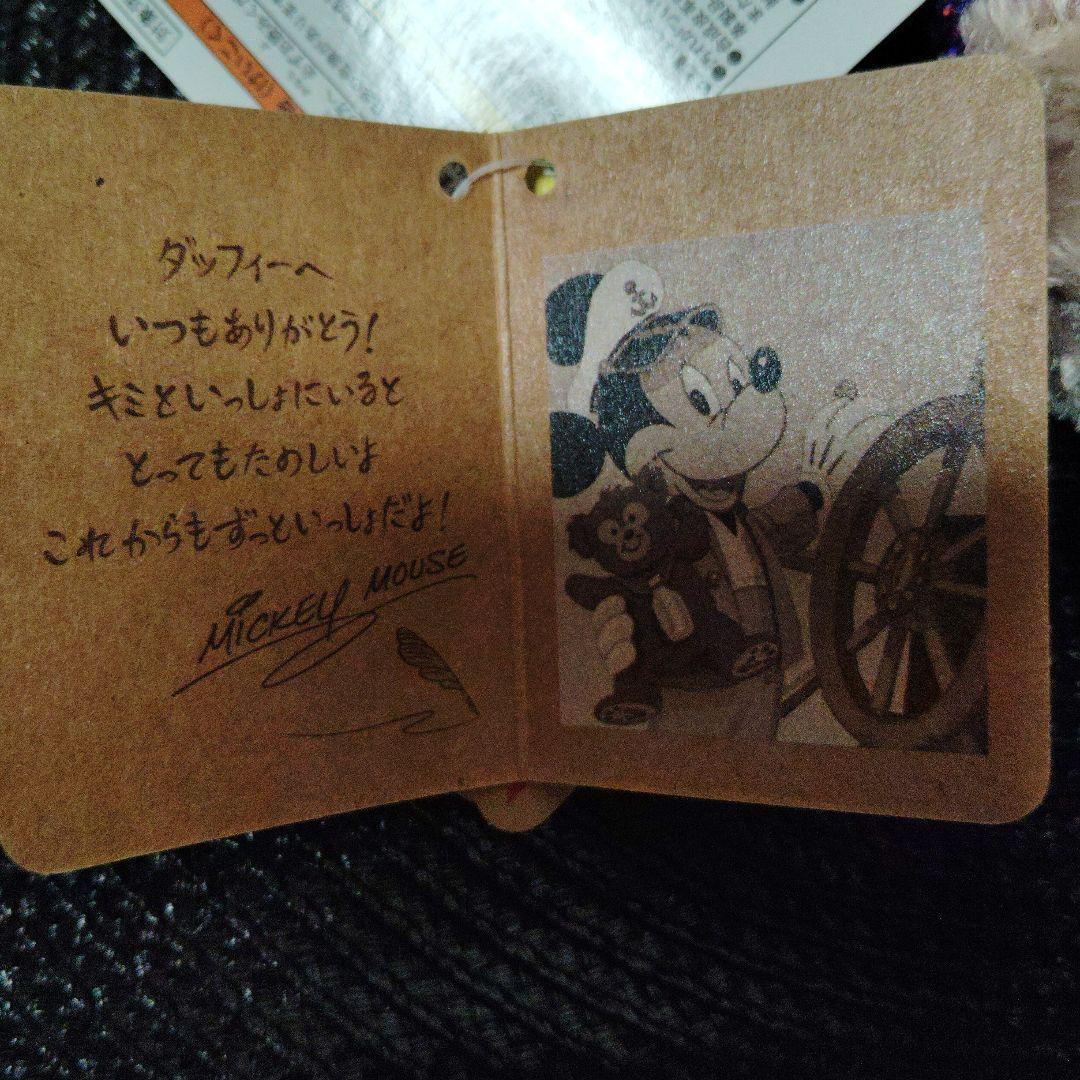 ダッフィーへ
いつもありがとう!
キミといっしょにいると
とってもたのしいよ
これからもずっといっしょだよ!
MICKEY MOUSE